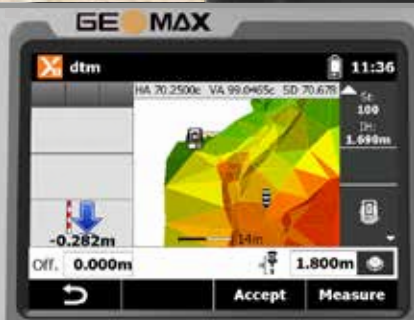 GEOMAX
dtm
11:36
HA 70.2500c VA 99.0465c SD 70.678
St:
100
IH:
1.690m
-0.282m
14m
Off. 0.000m
1.800m
Accept Measure